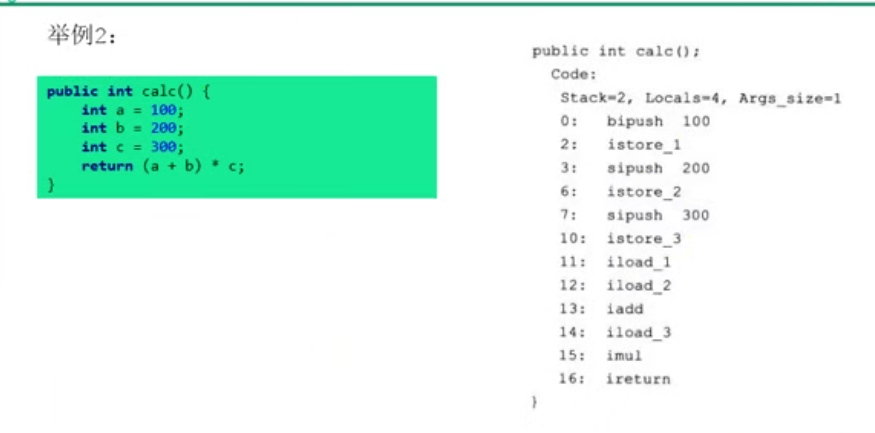 举例2：
public int calc() {
    int a = 100;
    int b = 200;
    int c = 300;
    return (a + b) * c;
}
public int calc();
  Code:
   Stack=2, Locals=4, Args_size=1
   0:   bipush  100
   2:   istore_1
   3:   sipush  200
   6:   istore_2
   7:   sipush  300
   10:  istore_3
   11:  iload_1
   12:  iload_2
   13:  iadd
   14:  iload_3
   15:  imul
   16:  ireturn
}